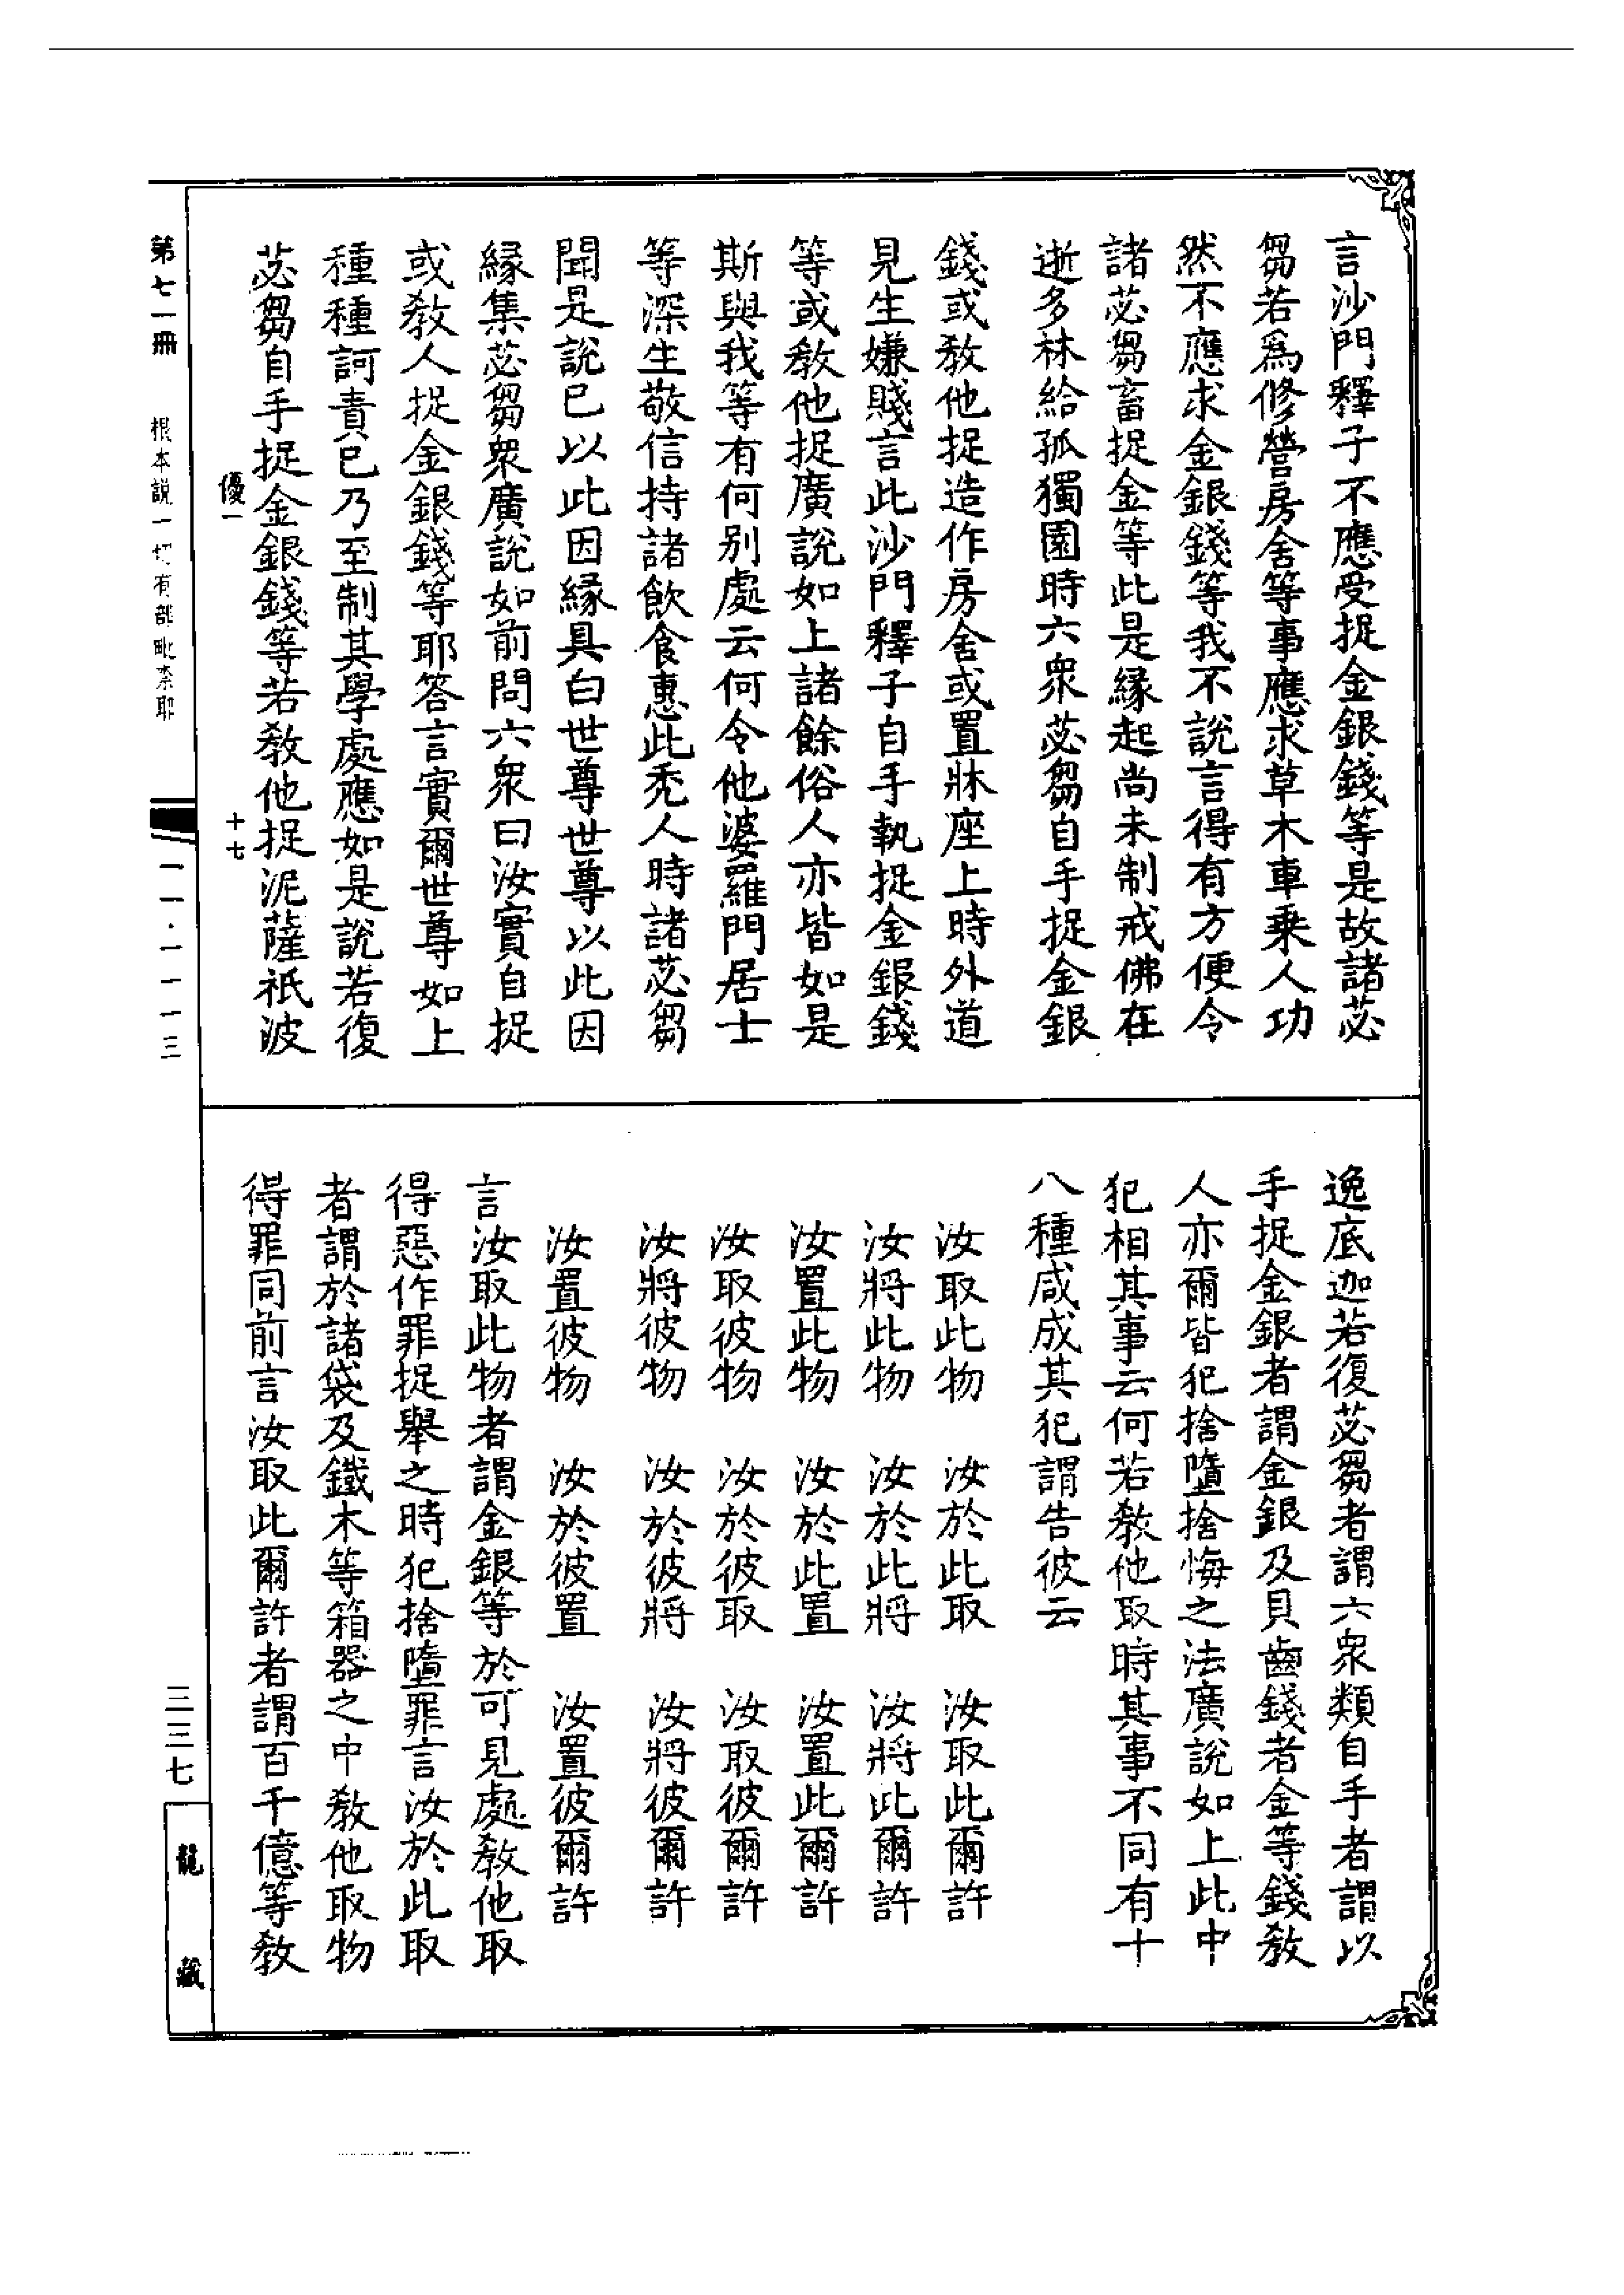 言沙門釋子不應受捉金銀錢等是故諸苾
芻若為修營房舍等事應求草木車乘人功
然不應求金銀錢等我不說言得有方便令
諸苾芻畜捉金等此是緣起尚未制戒佛在
逝多林給孤獨園時六眾苾芻自手捉金銀
錢或教他捉造作房舍或置牀座上時外道
見生嫌賤言此沙門釋子自手執捉金銀錢
等或教他捉廣說如上諸餘俗人亦皆如是
斯與我等有何別處云何令他婆羅門居士
等深生敬信持諸飲食惠此禿人時諸苾芻
聞是說已以此因緣具白世尊世尊以此因
緣集苾芻眾廣說如前問六眾曰汝實自捉
或教人捉金銀錢等耶答言實爾世尊如上
種種訶責已乃至制其學處應如是說若復
苾芻自手捉金銀錢等若教他捉泥薩祇波
優一 十七
逸底迦若復苾芻者謂六眾類自手者謂以
手捉金銀者謂金銀及貝齒錢者金等錢教
人亦爾皆犯捨墮捨悔之法廣說如上此中
犯相其事云何若教他取時其事不同有十
八種咸成其犯謂告彼云
汝取此物 汝於此取 汝取此爾許
汝將此物 汝於此將 汝將此爾許
汝置此物 汝於此置 汝置此爾許
汝取彼物 汝於彼取 汝取彼爾許
汝將彼物 汝於彼將 汝將彼爾許
汝置彼物 汝於彼置 汝置彼爾許
言汝取此物者謂金銀等於可見處教他取
得惡作罪捉舉之時犯捨墮罪言汝於此取
者謂於諸袋及鐵木等箱器之中教他取物
得罪同前言汝取此爾許者謂百千億等教
第七一冊 根本說一切有部毗奈耶
一一·一一一三
三三七
龍藏